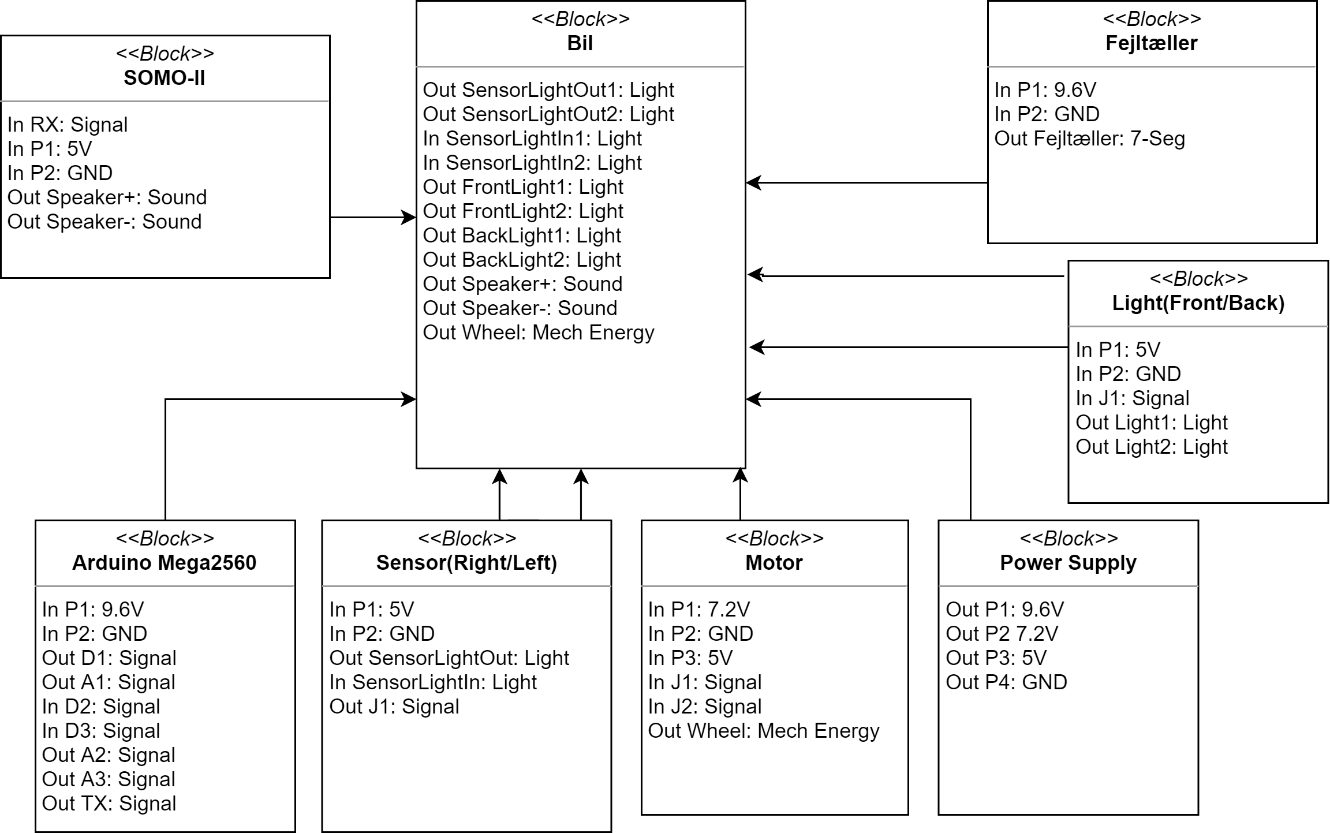 <<Block>>
SOMO-II
In RX: Signal
In P1: 5V
In P2: GND
Out Speaker+: Sound
Out Speaker-: Sound
<<Block>>
Bil
Out SensorLightOut1: Light
Out SensorLightOut2: Light
In SensorLightIn1: Light
In SensorLightIn2: Light
Out FrontLight1: Light
Out FrontLight2: Light
Out BackLight1: Light
Out BackLight2: Light
Out Speaker+: Sound
Out Speaker-: Sound
Out Wheel: Mech Energy
<<Block>>
Fejltæller
In P1: 9.6V
In P2: GND
Out Fejltæller: 7-Seg
<<Block>>
Light(Front/Back)
In P1: 5V
In P2: GND
In J1: Signal
Out Light1: Light
Out Light2: Light
<<Block>>
Arduino Mega2560
In P1: 9.6V
In P2: GND
Out D1: Signal
Out A1: Signal
In D2: Signal
In D3: Signal
Out A2: Signal
Out A3: Signal
Out TX: Signal
<<Block>>
Sensor(Right/Left)
In P1: 5V
In P2: GND
Out SensorLightOut: Light
In SensorLightIn: Light
Out J1: Signal
<<Block>>
Motor
In P1: 7.2V
In P2: GND
In P3: 5V
In J1: Signal
In J2: Signal
Out Wheel: Mech Energy
<<Block>>
Power Supply
Out P1: 9.6V
Out P2 7.2V
Out P3: 5V
Out P4: GND